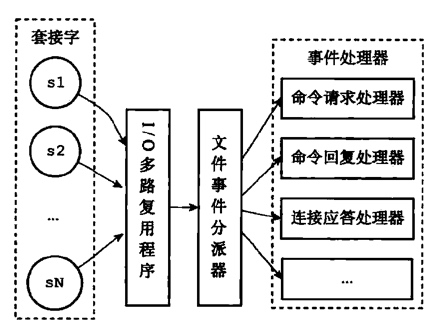 套接字
s1
s2
...
sN
I/O多路复用程序
文件事件分派器
事件处理器
命令请求处理器
命令回复处理器
连接应答处理器
...